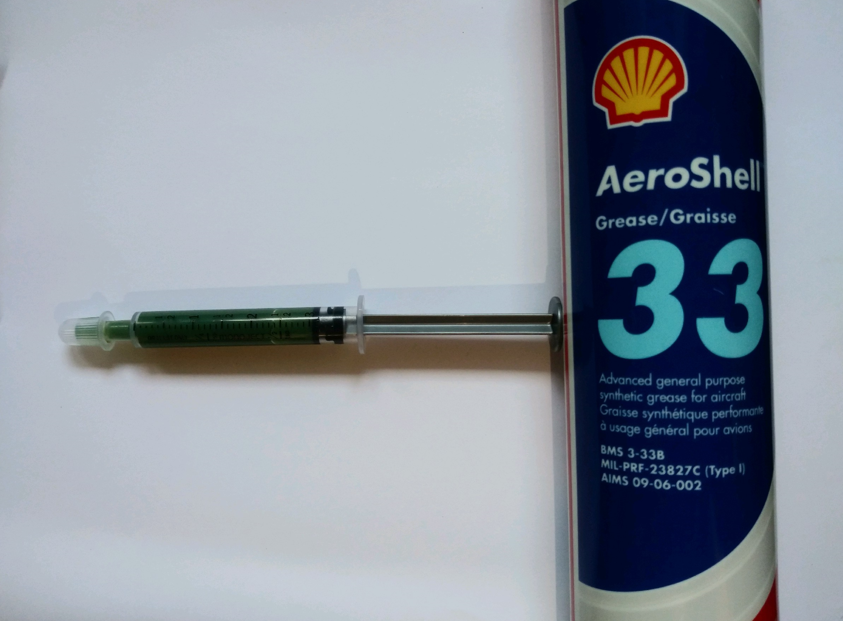 AeroShell
Grease/Graisse
33
Advanced general purpose
synthetic grease for aircraft
Graisse synthétique performante
à usage général pour avions
BMS 3-33B
MIL-PRF-23827C (Type I)
AIMS 09-06-002